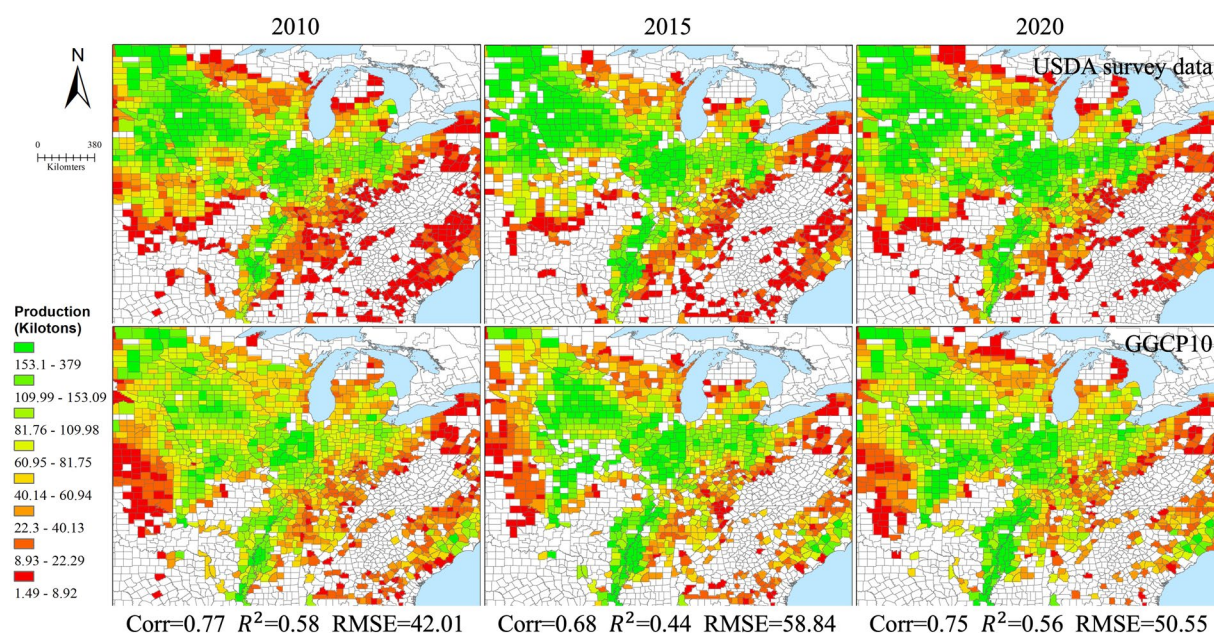 2010
2015
2020
N
USDA survey data
380
Kilomters
GGCP10
Production
(Kilotons)
153.1 - 379
109.99 - 153.09
81.76 - 109.98
60.95 - 81.75
40.14 - 60.94
22.3 - 40.13
8.93 - 22.29
1.49 - 8.92
Corr=0.77 R²=0.58 RMSE=42.01
Corr=0.68 R²=0.44 RMSE=58.84
Corr=0.75 R²=0.56 RMSE=50.55